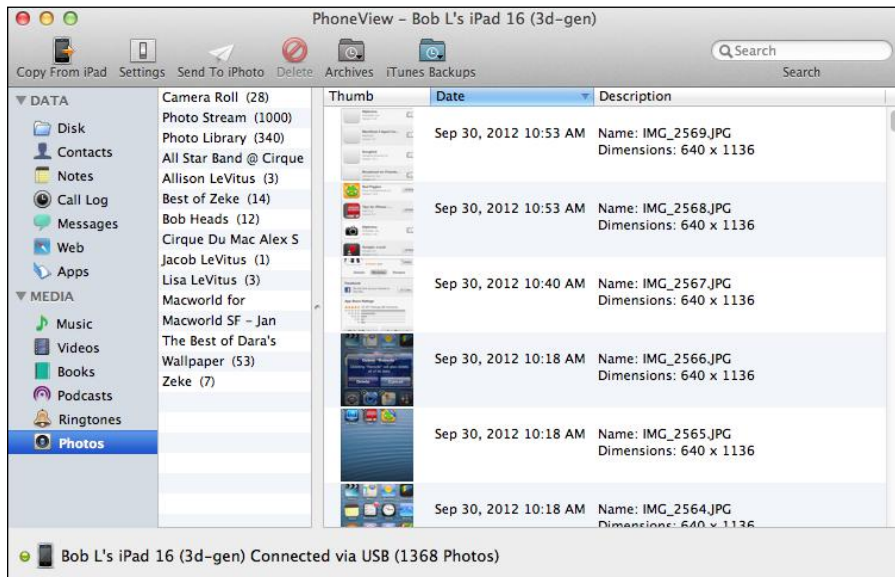 PhoneView – Bob L's iPad 16 (3d-gen)
Copy From iPad Settings Send To iPhoto Delete Archives iTunes Backups
Search
Search
DATA
Disk
Contacts
Notes
Call Log
Messages
Web
Apps
MEDIA
Music
Videos
Books
Podcasts
Ringtones
Photos
Camera Roll (28)
Photo Stream (1000)
Photo Library (340)
All Star Band @ Cirque
Allison LeVitus (3)
Best of Zeke (14)
Bob Heads (12)
Cirque Du Mac Alex S
Jacob LeVitus (1)
Lisa LeVitus (3)
Macworld for
Macworld SF – Jan
The Best of Dara's
Wallpaper (53)
Zeke (7)
Thumb Date Description
Sep 30, 2012 10:53 AM Name: IMG_2569.JPG
Dimensions: 640 x 1136
Sep 30, 2012 10:53 AM Name: IMG_2568.JPG
Dimensions: 640 x 1136
Sep 30, 2012 10:40 AM Name: IMG_2567.JPG
Dimensions: 640 x 1136
Sep 30, 2012 10:18 AM Name: IMG_2566.JPG
Dimensions: 640 x 1136
Sep 30, 2012 10:18 AM Name: IMG_2565.JPG
Dimensions: 640 x 1136
Sep 30, 2012 10:18 AM Name: IMG_2564.JPG
Dimensions: 640 x 1136
Bob L's iPad 16 (3d-gen) Connected via USB (1368 Photos)